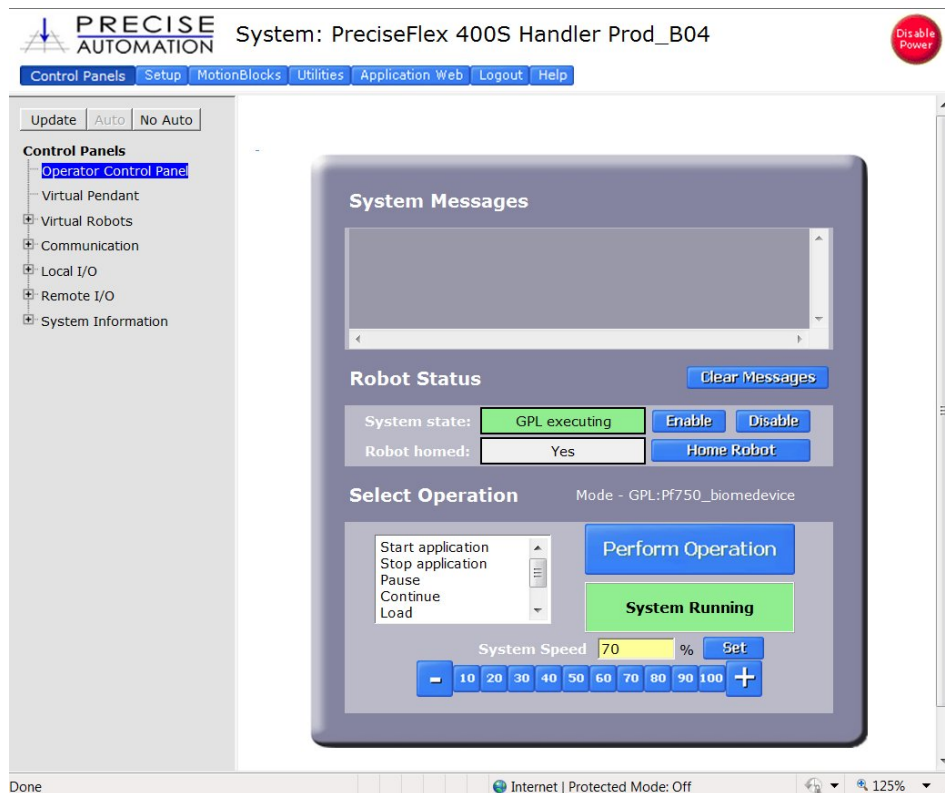 PRECISE
AUTOMATION
System: PreciseFlex 400S Handler Prod_B04
Disable
Power
Control Panels Setup MotionBlocks Utilities Application Web Logout Help
Update Auto No Auto
Control Panels
Operator Control Panel
Virtual Pendant
Virtual Robots
Communication
Local I/O
Remote I/O
System Information
System Messages
Robot Status Clear Messages
System state: GPL executing Enable Disable
Robot homed: Yes Home Robot
Select Operation Mode - GPL:Pf750_biomedevice
Start application
Stop application
Pause
Continue
Load
Perform Operation
System Running
System Speed 70 % Set
- 10 20 30 40 50 60 70 80 90 100 +
Done Internet | Protected Mode: Off 125%